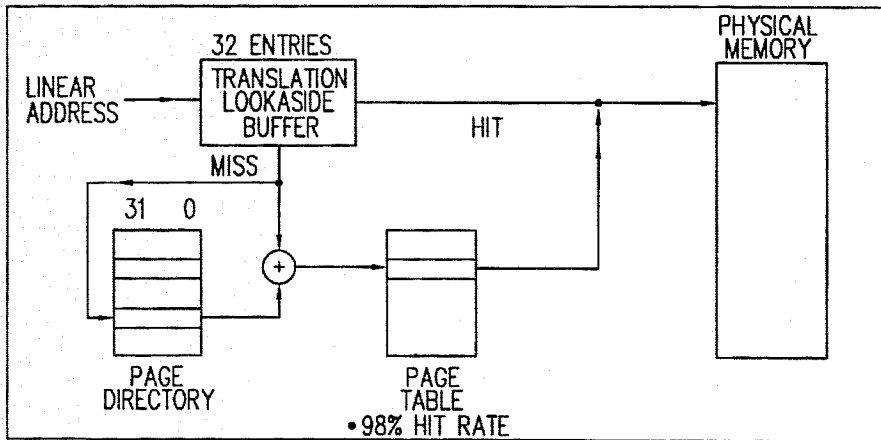 32 ENTRIES
TRANSLATION
LOOKASIDE
BUFFER
LINEAR
ADDRESS
HIT
MISS
PHYSICAL
MEMORY
31 0
+
PAGE
DIRECTORY
PAGE
TABLE
• 98% HIT RATE